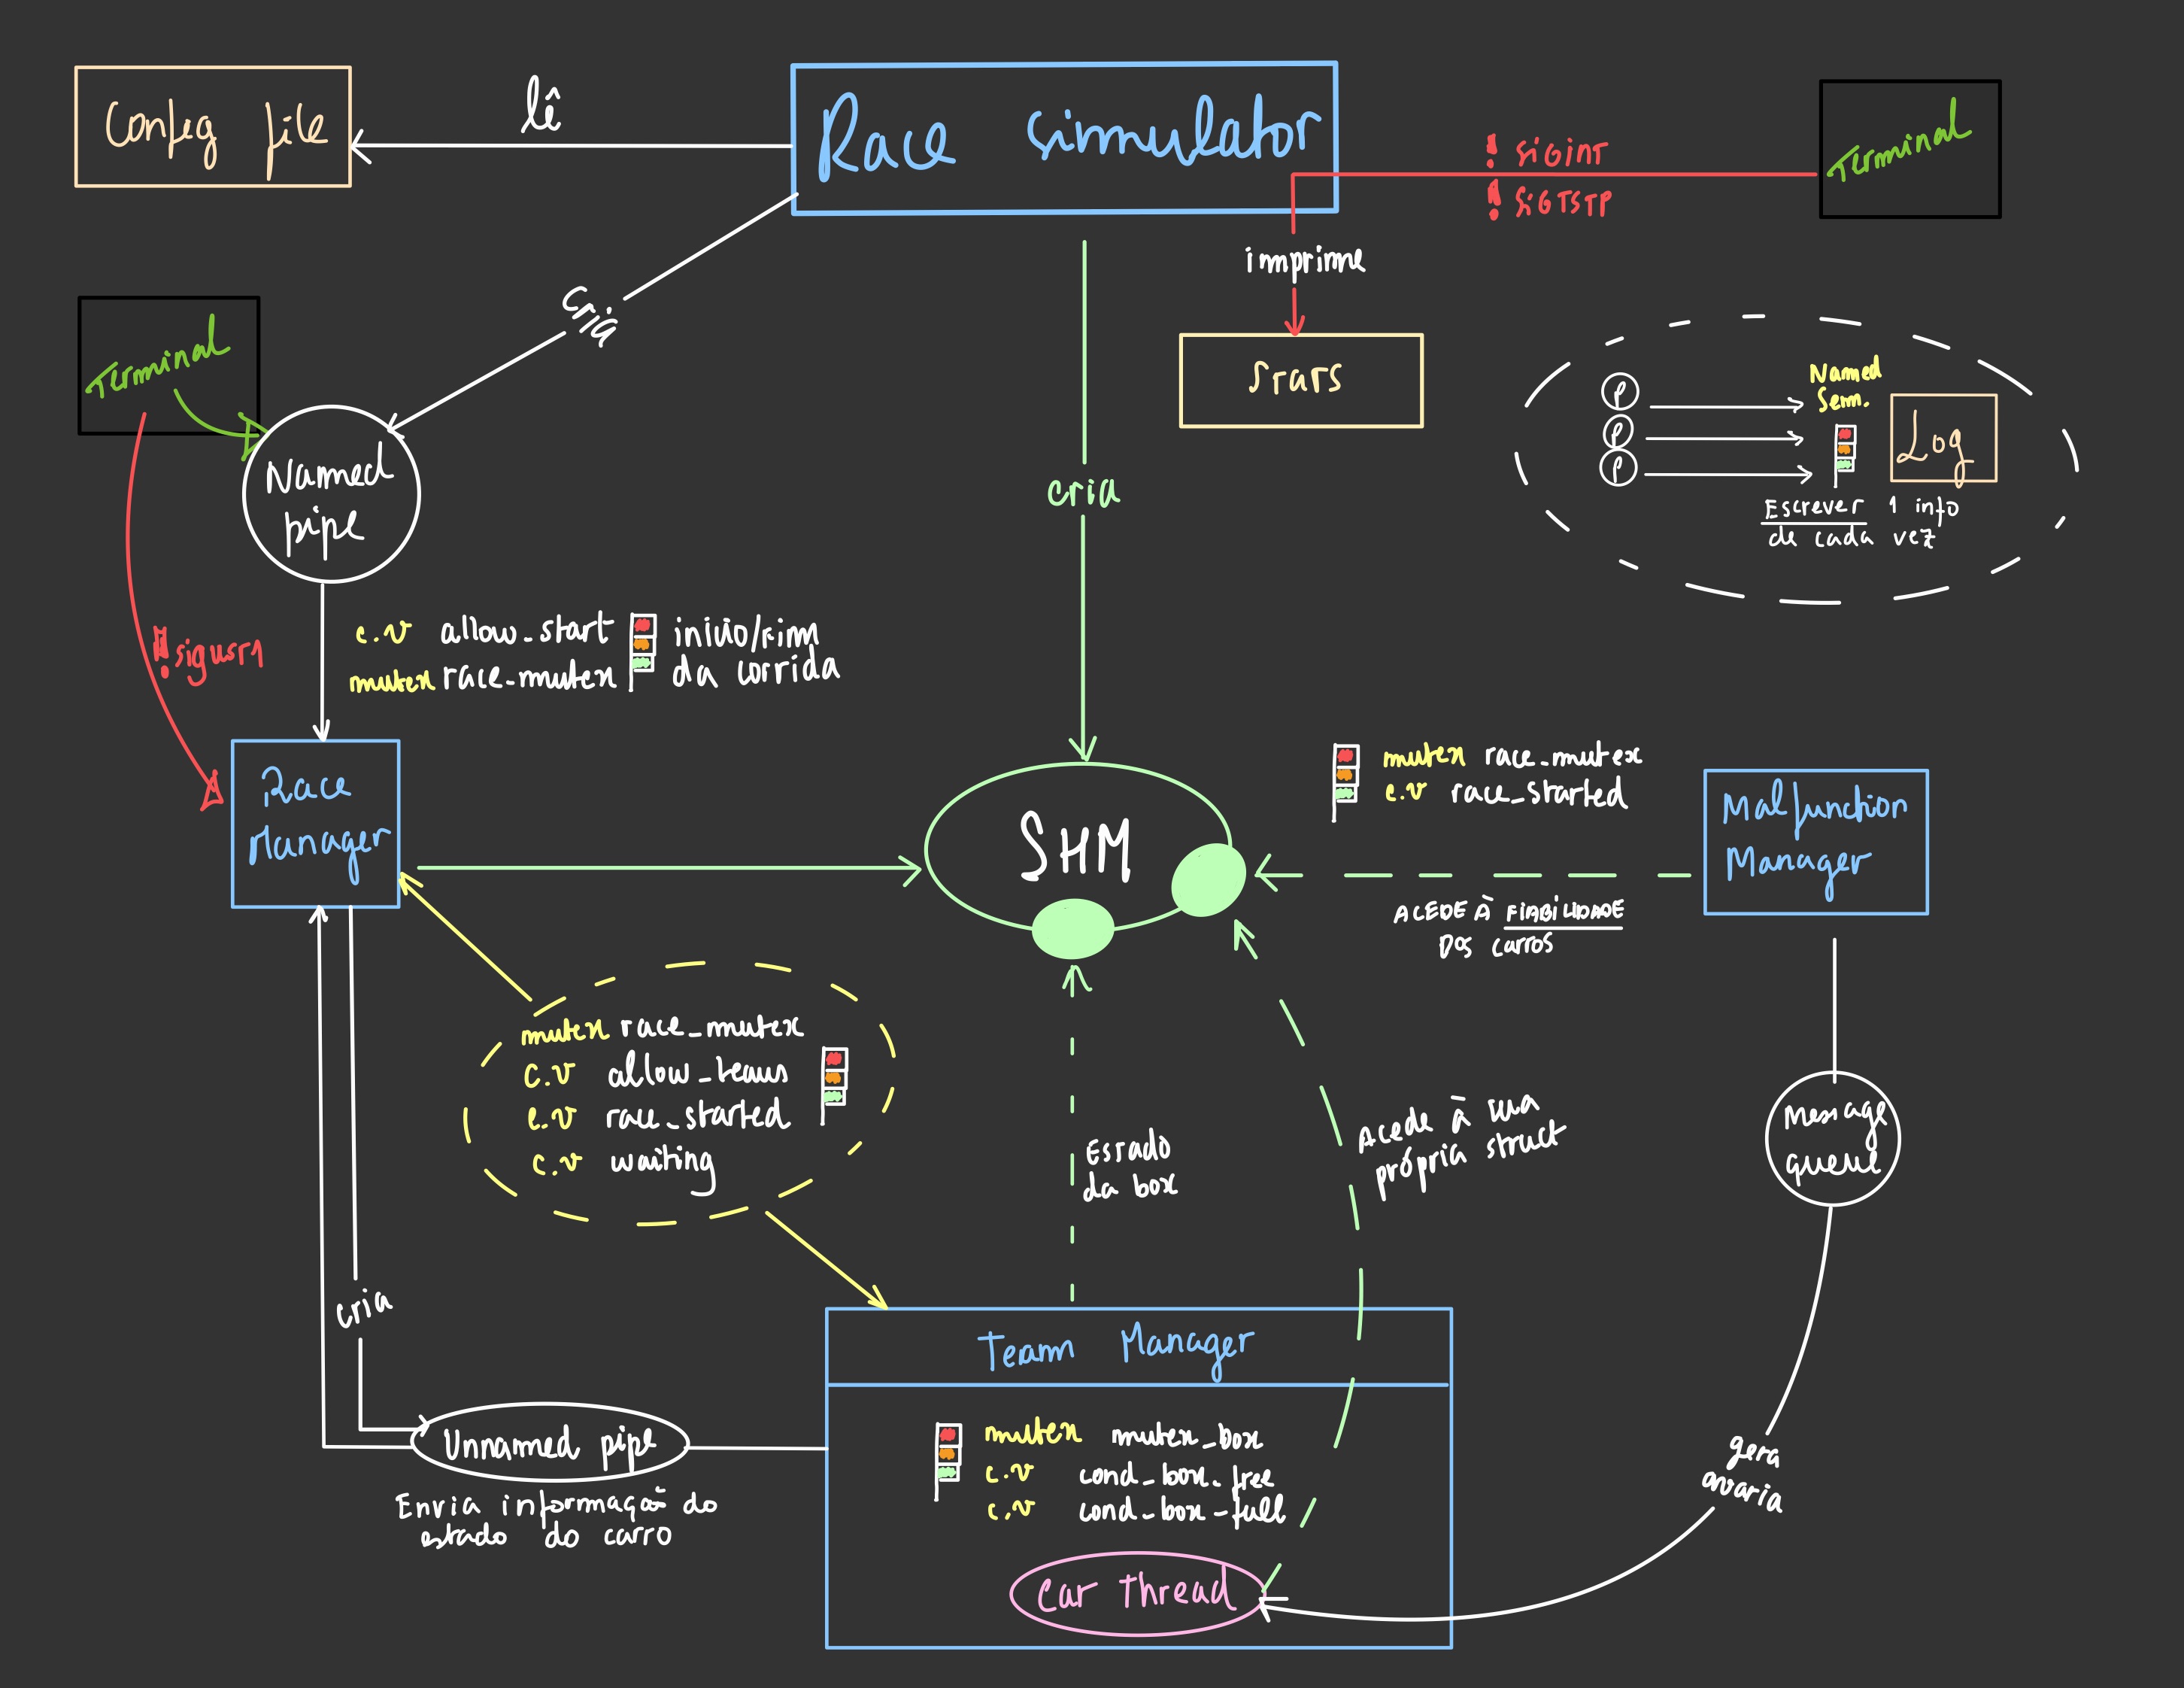 Config file
lê
Race simulator
! SIGINT
! SIGTSTP
Terminal
imprime
Stats
cria
Terminal
Named
pipe
cria
Named
Sem.
P
P
P
Log
Escrever 1 info
de cada vez
! sigusr1
c.v allow_start
mutex race_mutex
início/fim
da corrida
Race
Manager
SHM
mutex race_mutex
c.v race_started
Malfunction
Manager
ACEDE À FIABILIDADE
DOS CARROS
mutex race_mutex
c.v allow_teams
c.v race_started
c.v waiting
Estado
da box
Acede à sua
própria struct
Message
queue
cria
Team Manager
Unnamed pipe
Envia informação do
estado do carro
mutex mutex_box
c.v cond_box_free
c.v cond_box_full
Car Thread
gera
avaria